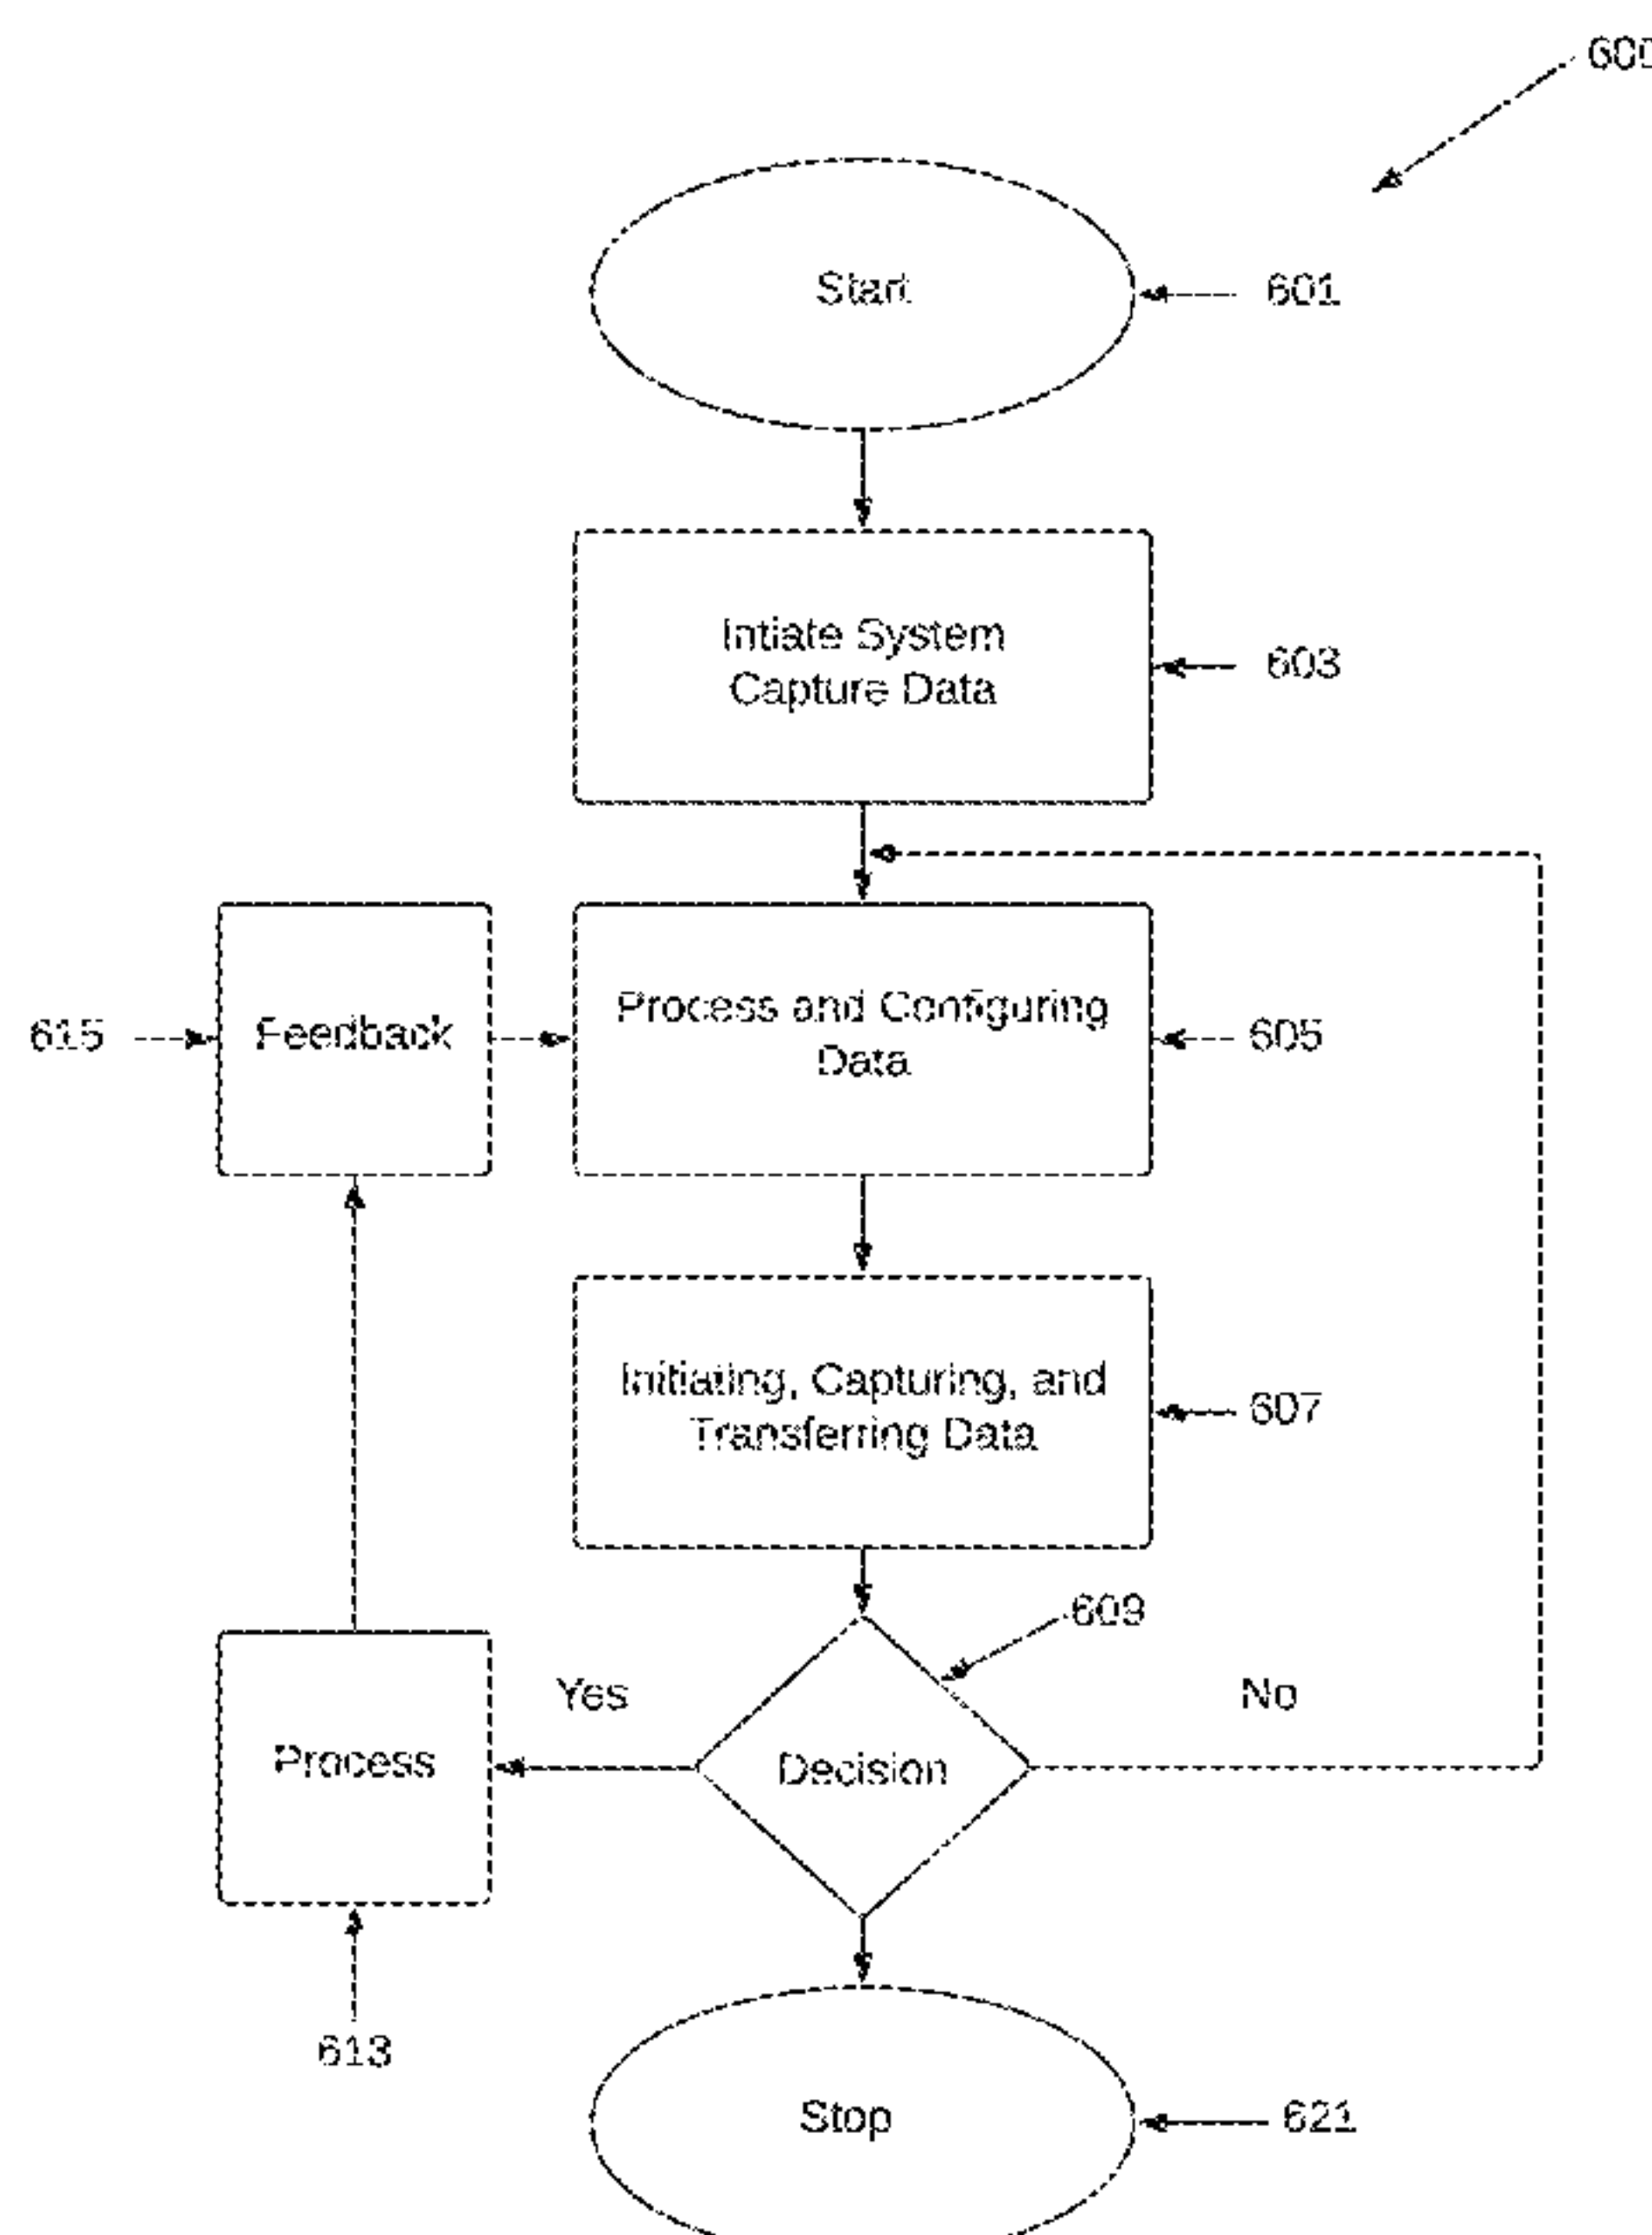 Start
601
Intiate System
Capture Data
603
Feedback
615
Process and Configuring
Data
605
Initiating, Capturing, and
Transferring Data
607
609
Yes
No
Process
Decision
613
Stop
621